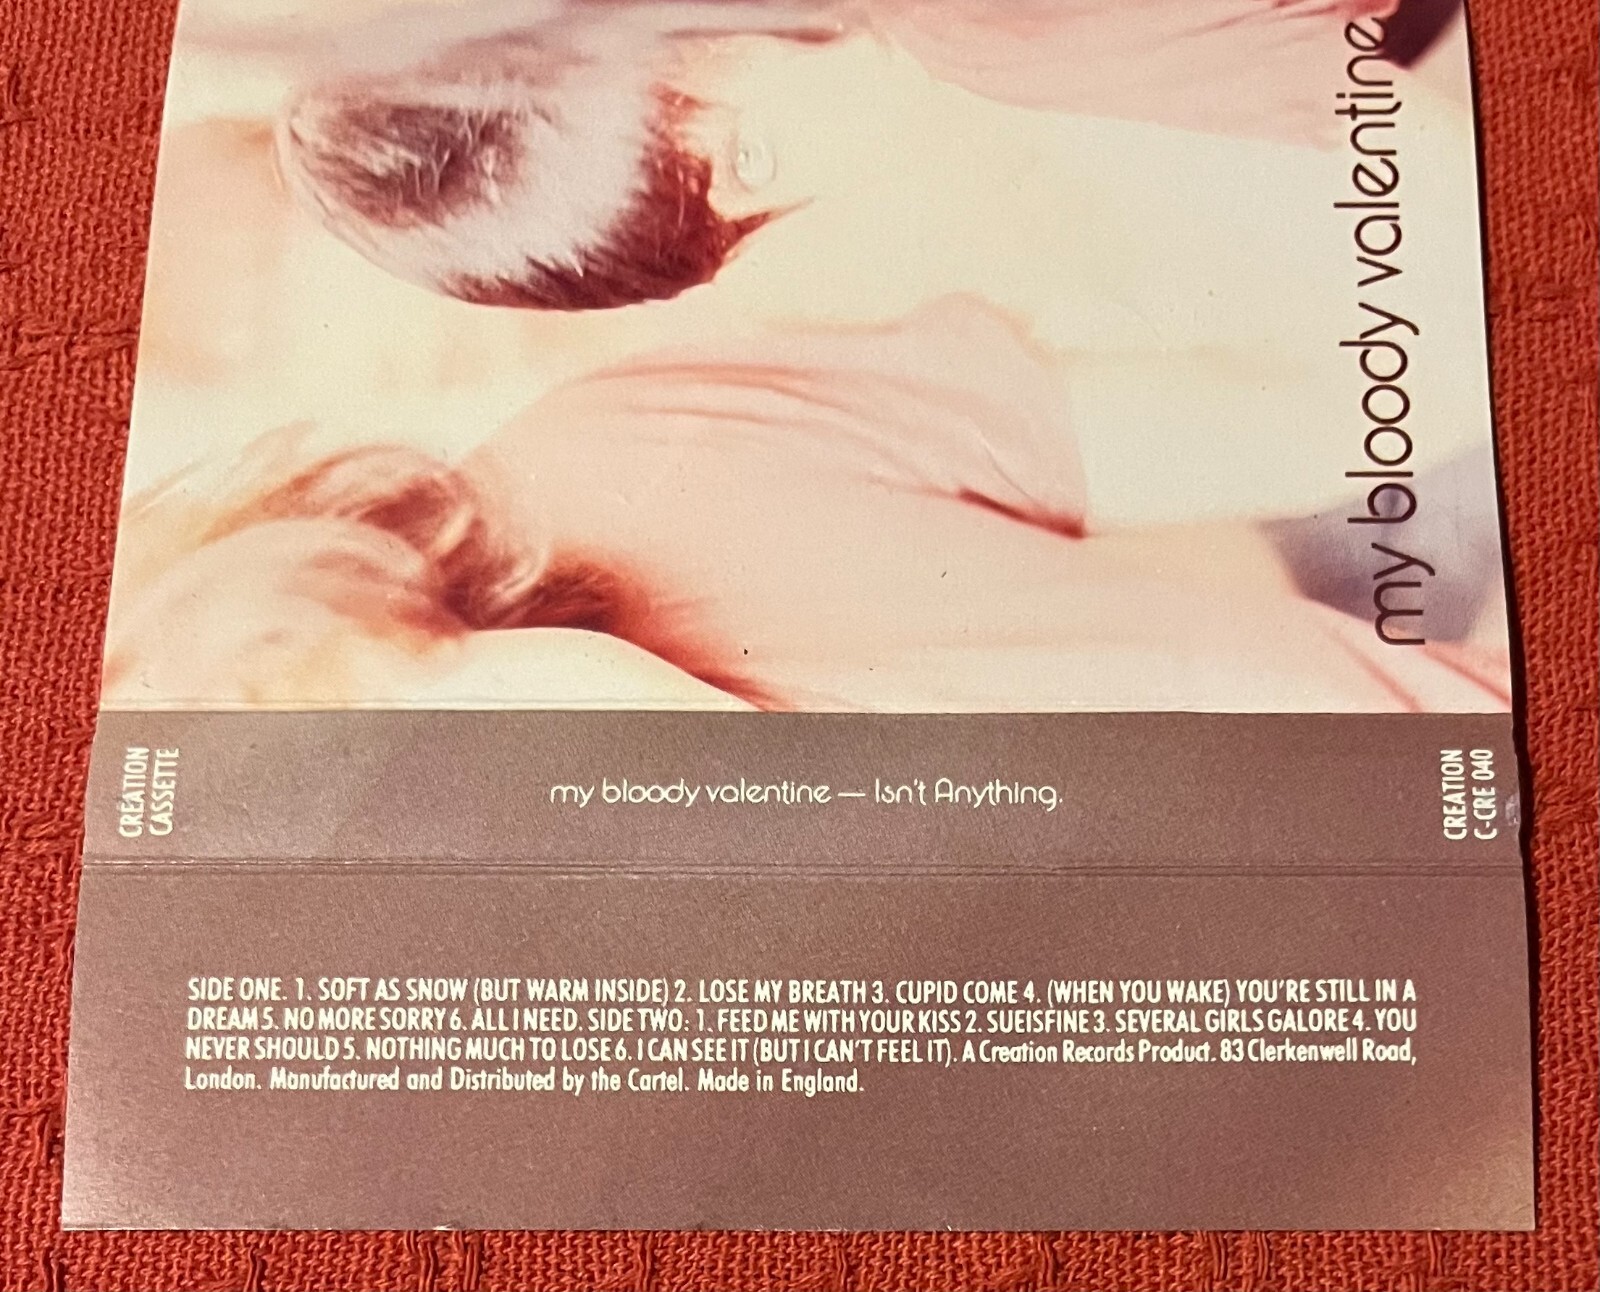 my bloody valentine
CREATION
CASSETTE
my bloody valentine — Isn't Anything.
CREATION
C-CRE 040
SIDE ONE. 1. SOFT AS SNOW (BUT WARM INSIDE) 2. LOSE MY BREATH 3. CUPID COME 4. (WHEN YOU WAKE) YOU'RE STILL IN A
DREAM 5. NO MORE SORRY 6. ALL I NEED. SIDE TWO: 1. FEED ME WITH YOUR KISS 2. SUEISFINE 3. SEVERAL GIRLS GALORE 4. YOU
NEVER SHOULD 5. NOTHING MUCH TO LOSE 6. I CAN SEE IT (BUT I CAN'T FEEL IT). A Creation Records Product. 83 Clerkenwell Road,
London. Manufactured and Distributed by the Cartel. Made in England.